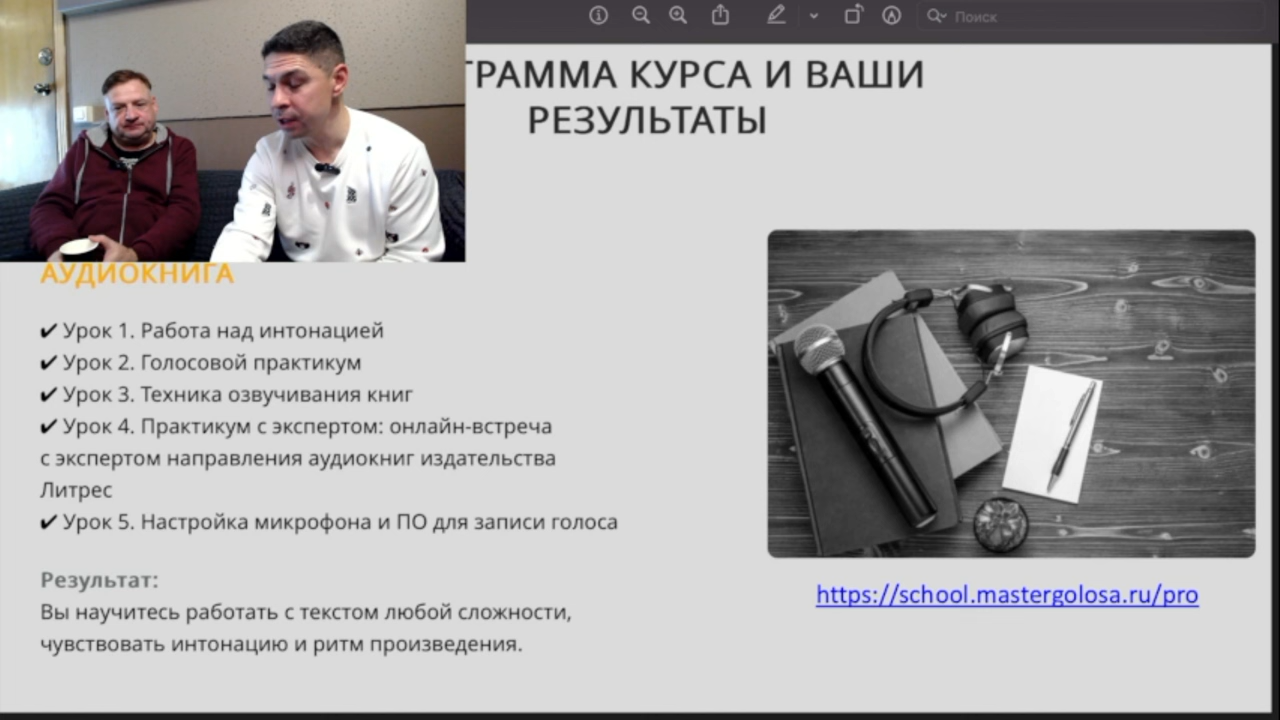 Поиск
ГРАММА КУРСА И ВАШИ
РЕЗУЛЬТАТЫ
АУДИОКНИГА
✔ Урок 1. Работа над интонацией
✔ Урок 2. Голосовой практикум
✔ Урок 3. Техника озвучивания книг
✔ Урок 4. Практикум с экспертом: онлайн-встреча
с экспертом направления аудиокниг издательства
Литрес
✔ Урок 5. Настройка микрофона и ПО для записи голоса
Результат:
Вы научитесь работать с текстом любой сложности,
чувствовать интонацию и ритм произведения.
https://school.mastergolosa.ru/pro